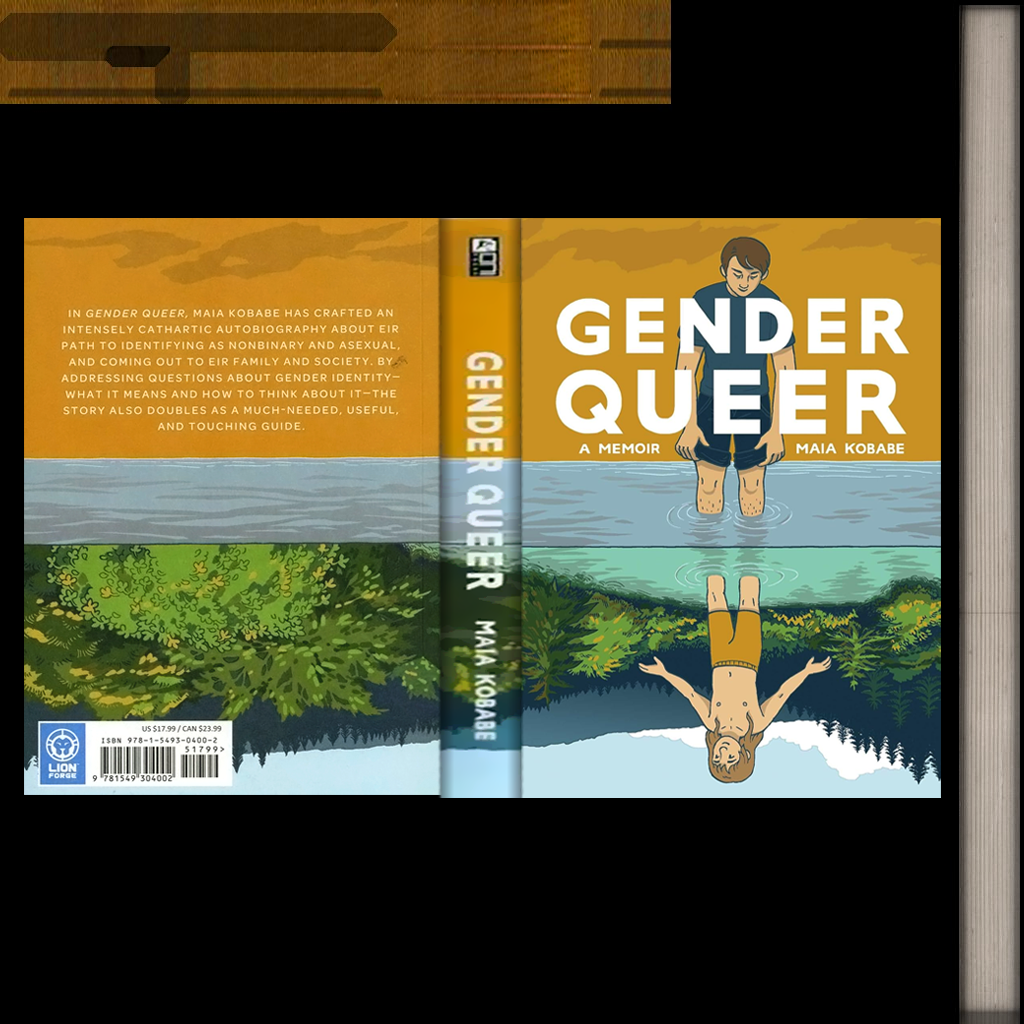 IN GENDER QUEER, MAIA KOBABE HAS CRAFTED AN
INTENSELY CATHARTIC AUTOBIOGRAPHY ABOUT EIR
PATH TO IDENTIFYING AS NONBINARY AND ASEXUAL,
AND COMING OUT TO EIR FAMILY AND SOCIETY. BY
ADDRESSING QUESTIONS ABOUT GENDER IDENTITY—
WHAT IT MEANS AND HOW TO THINK ABOUT IT—THE
STORY ALSO DOUBLES AS A MUCH-NEEDED, USEFUL,
AND TOUCHING GUIDE.
LION
FORGE
US $17.99 / CAN $23.99
ISBN 978-1-5493-0400-2
51799>
9 781549 304002
GENDER QUEER MAIA KOBABE
GENDER
QUEER
A MEMOIR MAIA KOBABE